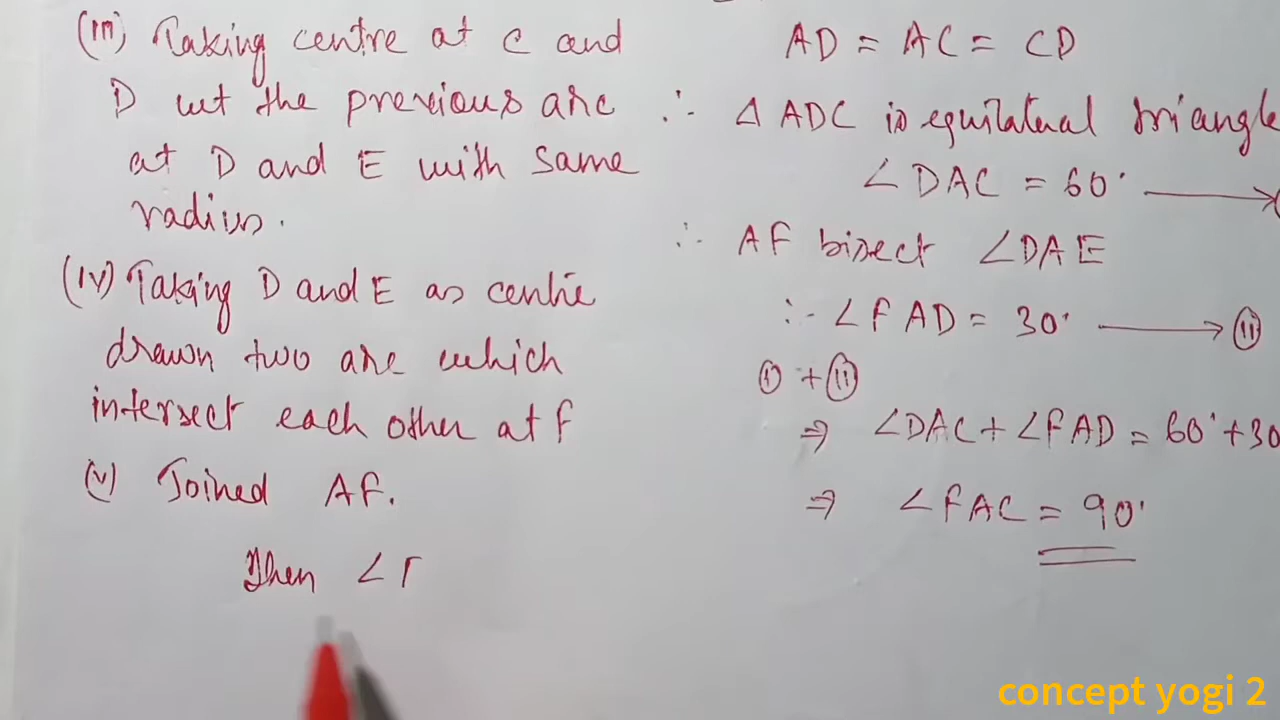 (III) Taking centre at C and
D cut the previous arc
at D and E with same
radius.
(IV) Taking D and E as centre
drawn two arc which
intersect each other at F
(V) Joined AF.
Then ∠F
AD = AC = CD
∴ △ADC is equilateral triangle
∠DAC = 60° →
∴ AF bisect ∠DAE
∴ ∠FAD = 30° → (ii)
(i) + (ii)
⇒ ∠DAC + ∠FAD = 60° + 30
⇒ ∠FAC = 90°
concept yogi 2